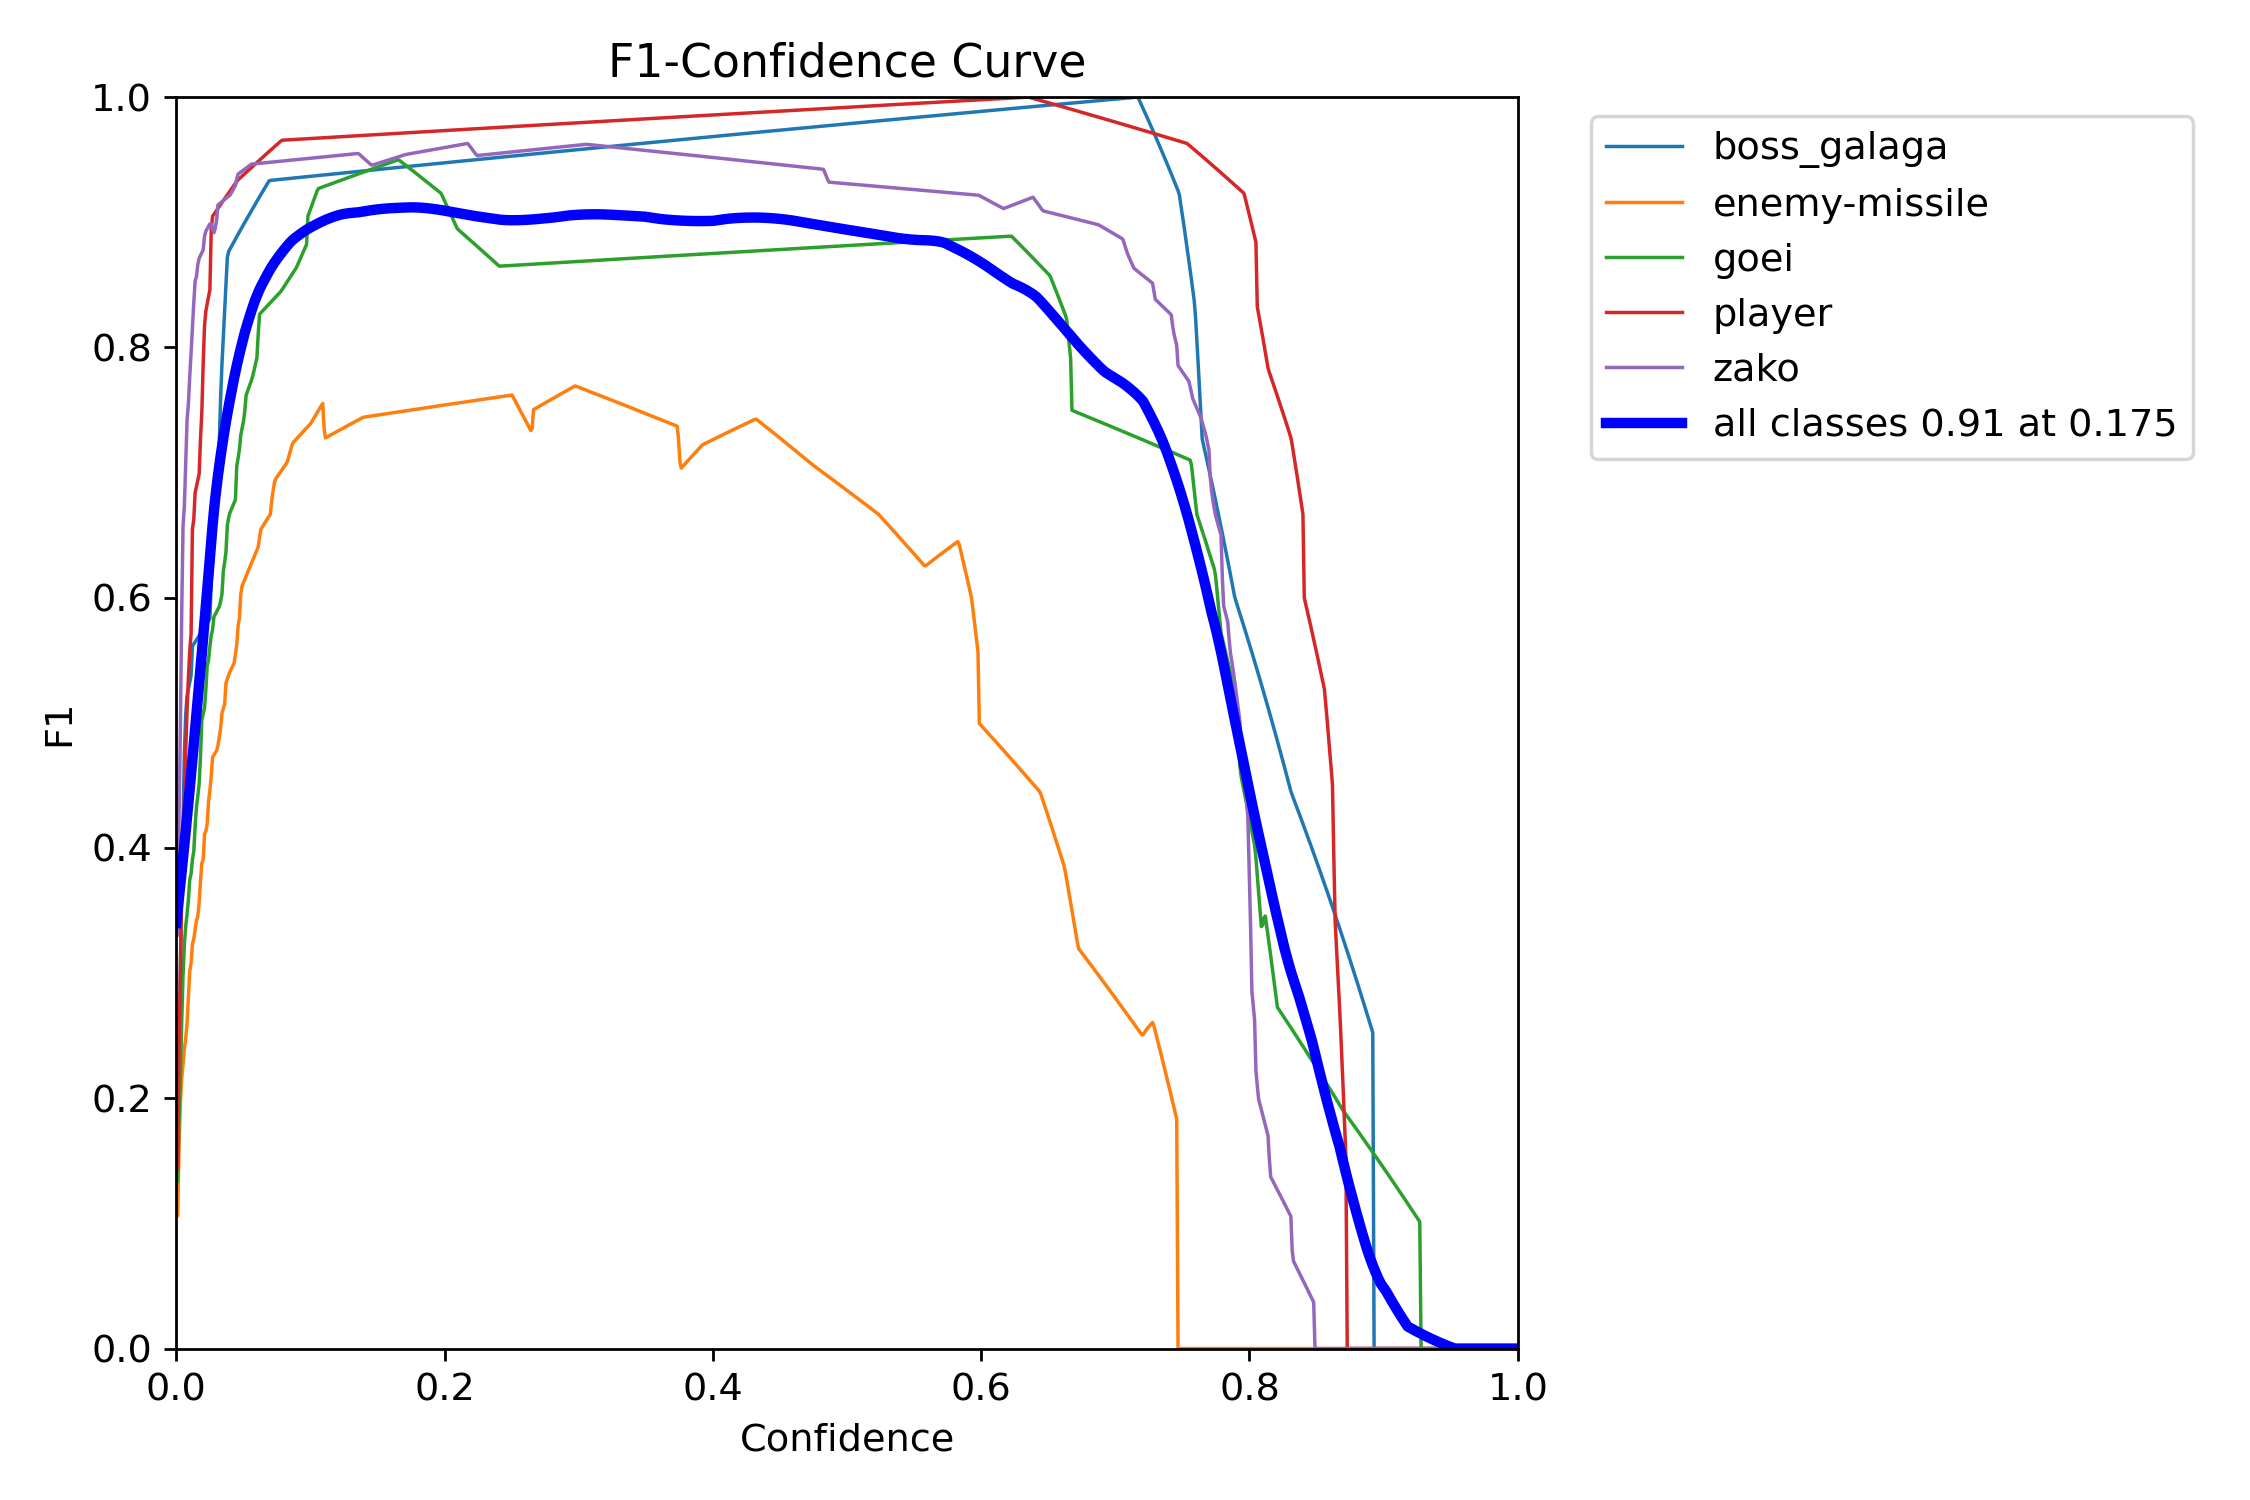 F1-Confidence Curve
1.0
0.8
0.6
0.4
0.2
0.0
F1
0.0 0.2 0.4 0.6 0.8 1.0
Confidence
boss_galaga
enemy-missile
goei
player
zako
all classes 0.91 at 0.175